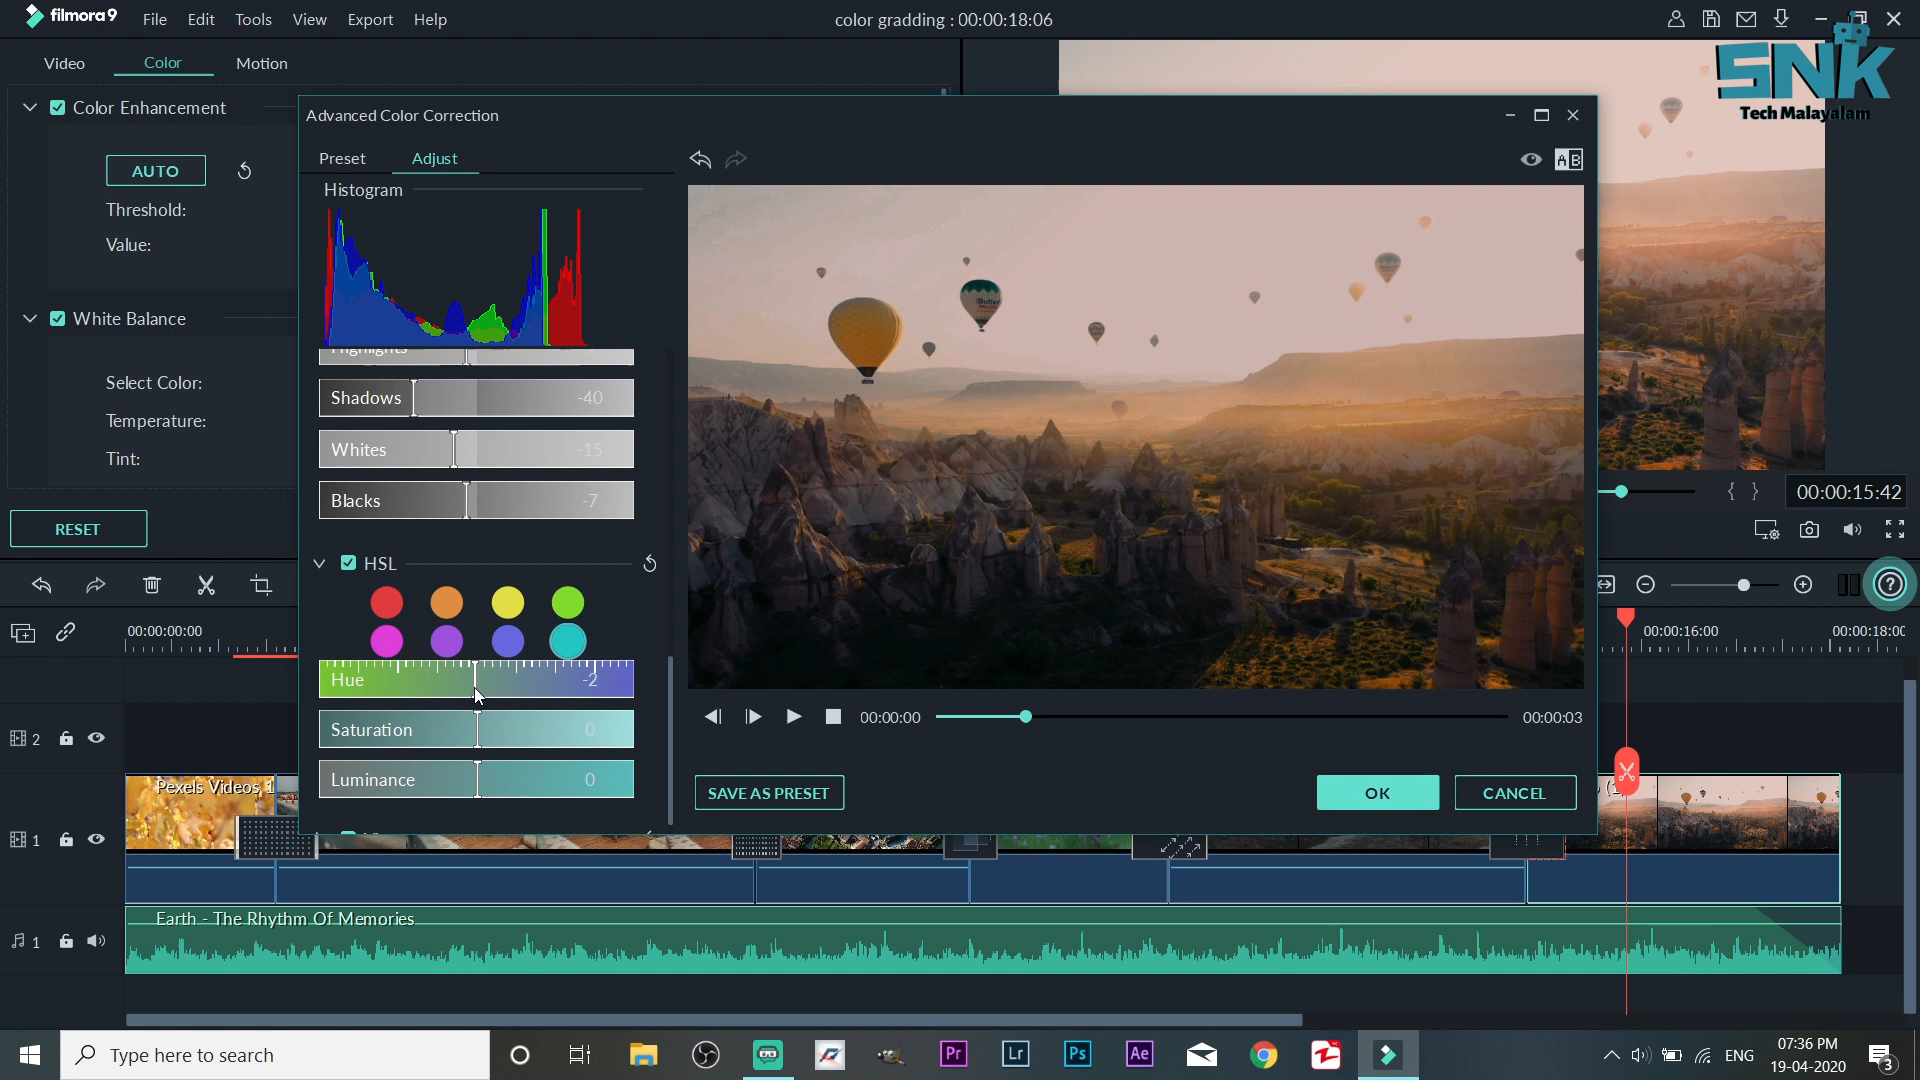 filmora9
File Edit Tools View Export Help
color gradding : 00:00:18:06
SNK
Tech Malayalam
Video Color Motion
Color Enhancement
AUTO
Threshold:
Value:
White Balance
Select Color:
Temperature:
Tint:
RESET
Advanced Color Correction
Preset Adjust
Histogram
Highlights -7
Shadows -40
Whites -15
Blacks -7
HSL
Hue -2
Saturation 0
Luminance 0
A B
Butter
00:00:00
00:00:03
SAVE AS PRESET
OK
CANCEL
{ }
00:00:15:42
00:00:00:00
00:00:16:00
00:00:18:00
2
1
Pexels Videos 1
1
Earth - The Rhythm Of Memories
Type here to search
Pr Lr Ps Ae
ENG
07:36 PM
19-04-2020
3